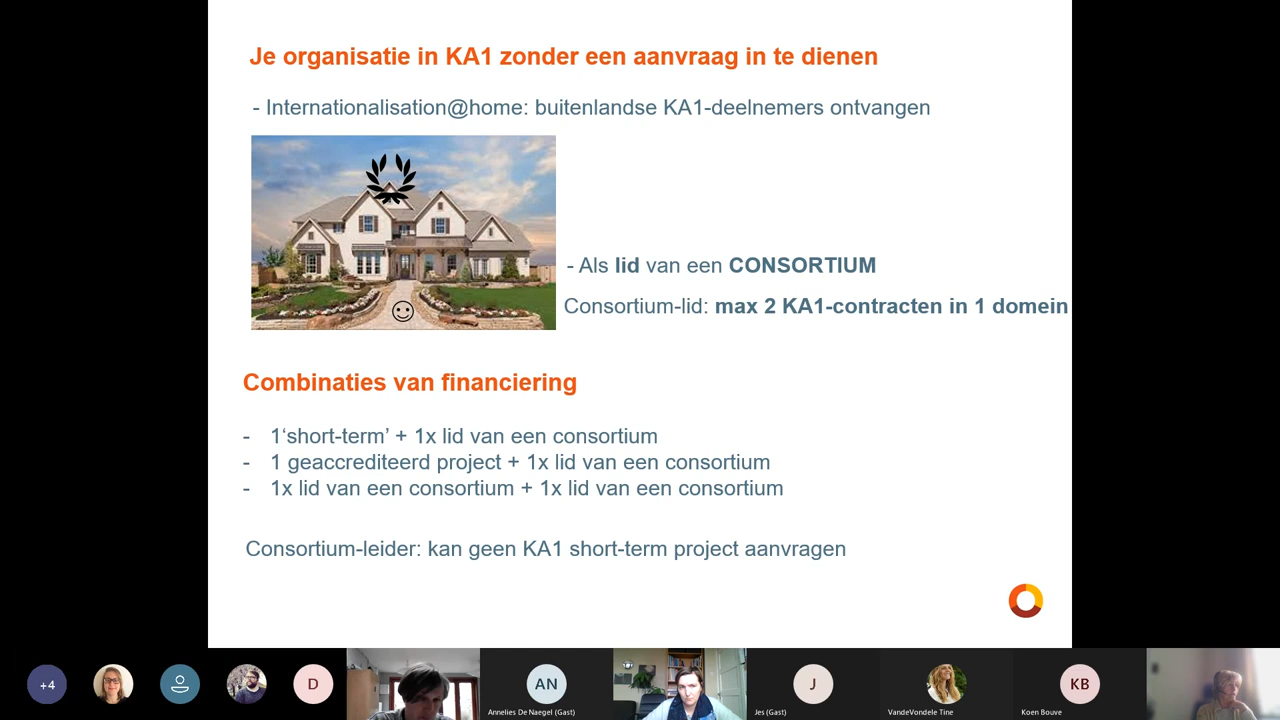 Je organisatie in KA1 zonder een aanvraag in te dienen
- Internationalisation@home: buitenlandse KA1-deelnemers ontvangen
- Als lid van een CONSORTIUM
Consortium-lid: max 2 KA1-contracten in 1 domein
Combinaties van financiering
- 1‘short-term’ + 1x lid van een consortium
- 1 geaccrediteerd project + 1x lid van een consortium
- 1x lid van een consortium + 1x lid van een consortium
Consortium-leider: kan geen KA1 short-term project aanvragen
+4
D
AN
J
KB
Annelies De Naegel (Gast)
Jes (Gast)
VandeVondele Tine
Koen Bouve